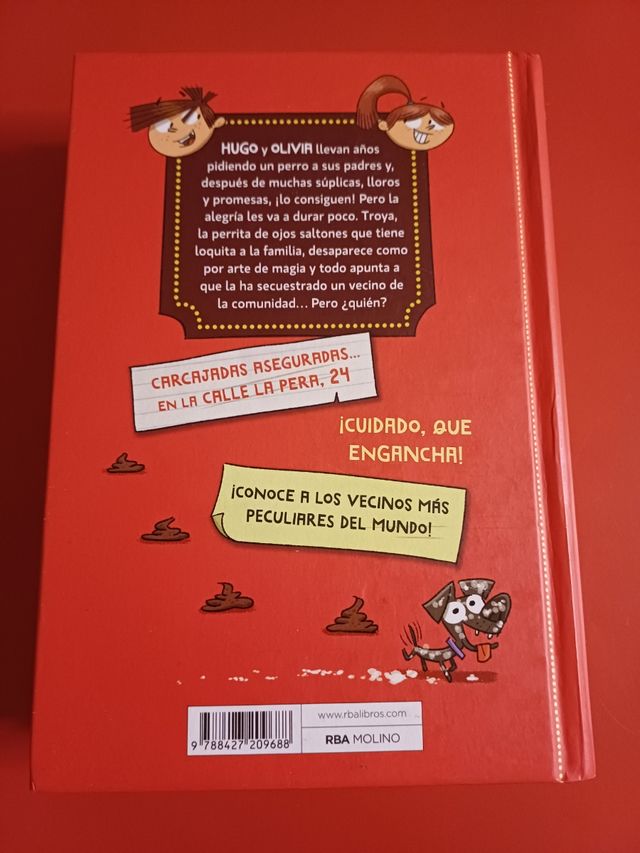 HUGO y OLIVIA llevan años
pidiendo un perro a sus padres y,
después de muchas súplicas, lloros
y promesas, ¡lo consiguen! Pero la
alegría les va a durar poco. Troya,
la perrita de ojos saltones que tiene
loquita a la familia, desaparece como
por arte de magia y todo apunta a
que la ha secuestrado un vecino de
la comunidad... Pero ¿quién?
CARCAJADAS ASEGURADAS...
EN LA CALLE LA PERA, 24
¡CUIDADO, QUE
ENGANCHA!
¡CONOCE A LOS VECINOS MÁS
PECULIARES DEL MUNDO!
www.rbalibros.com
RBA MOLINO
9 788427 209688